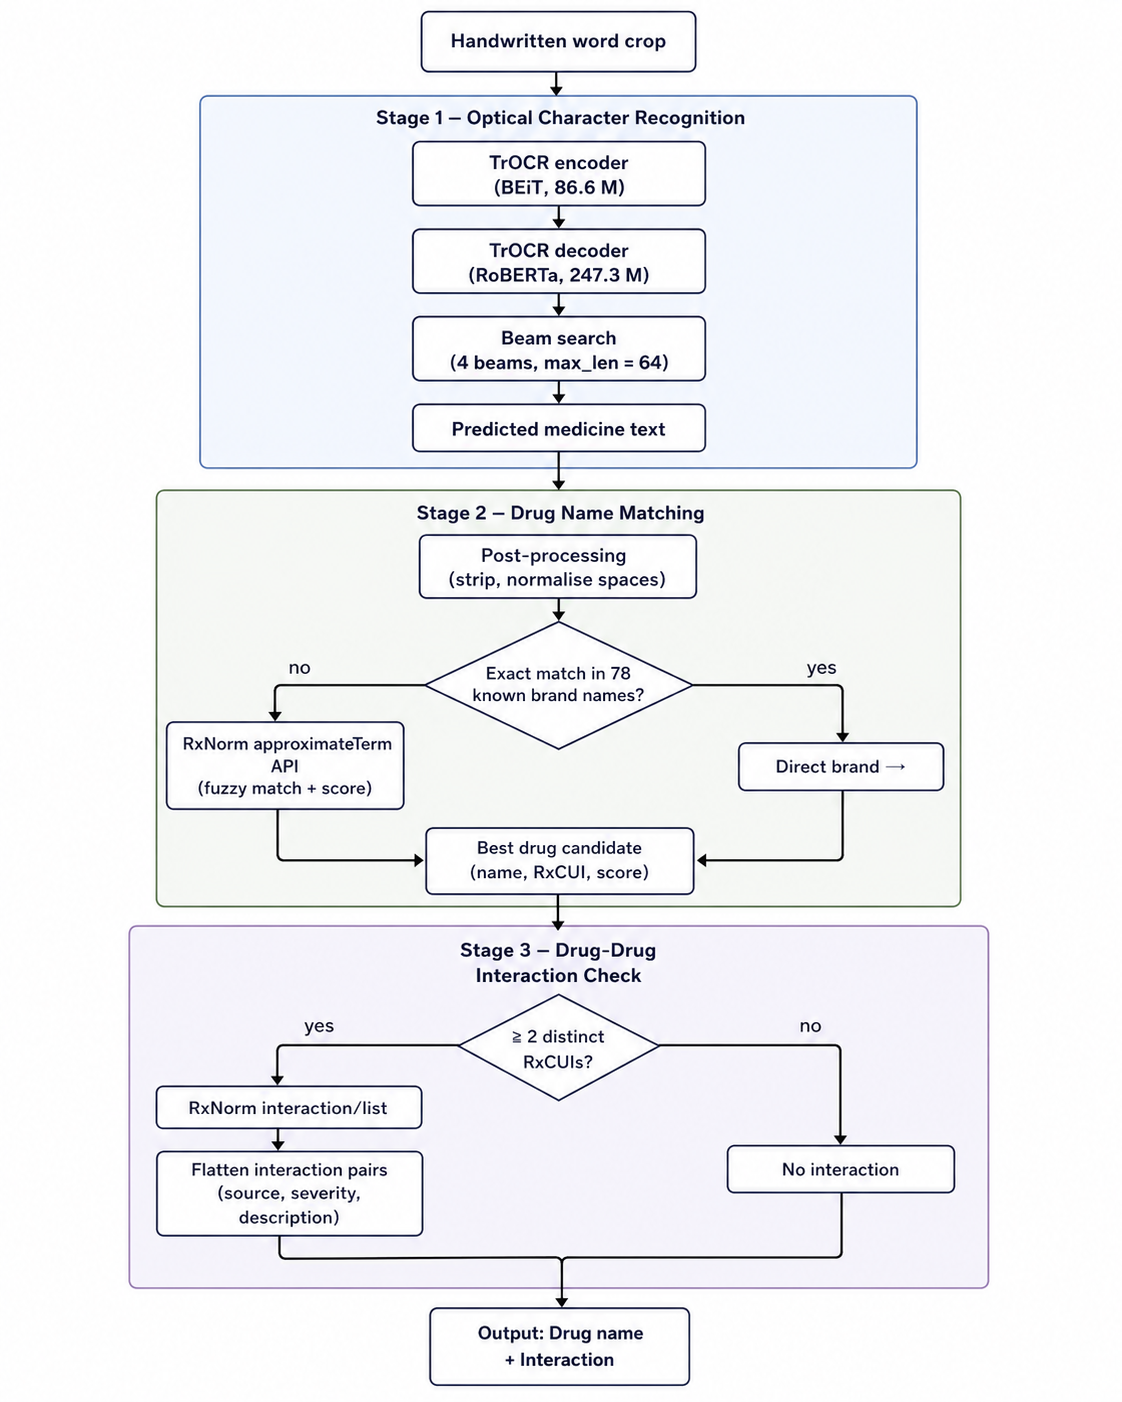 Handwritten word crop
Stage 1 – Optical Character Recognition
TrOCR encoder
(BEiT, 86.6 M)
TrOCR decoder
(RoBERTa, 247.3 M)
Beam search
(4 beams, max_len = 64)
Predicted medicine text
Stage 2 – Drug Name Matching
Post-processing
(strip, normalise spaces)
Exact match in 78
known brand names?
no
yes
RxNorm approximateTerm
API
(fuzzy match + score)
Direct brand →
Best drug candidate
(name, RxCUI, score)
Stage 3 – Drug-Drug
Interaction Check
≧ 2 distinct
RxCUIs?
yes
no
RxNorm interaction/list
Flatten interaction pairs
(source, severity,
description)
No interaction
Output: Drug name
+ Interaction